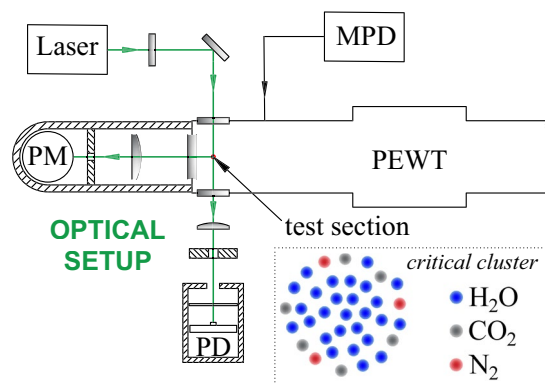 Laser
MPD
PM
PEWT
test section
OPTICAL
SETUP
critical cluster
H₂O
CO₂
N₂
PD